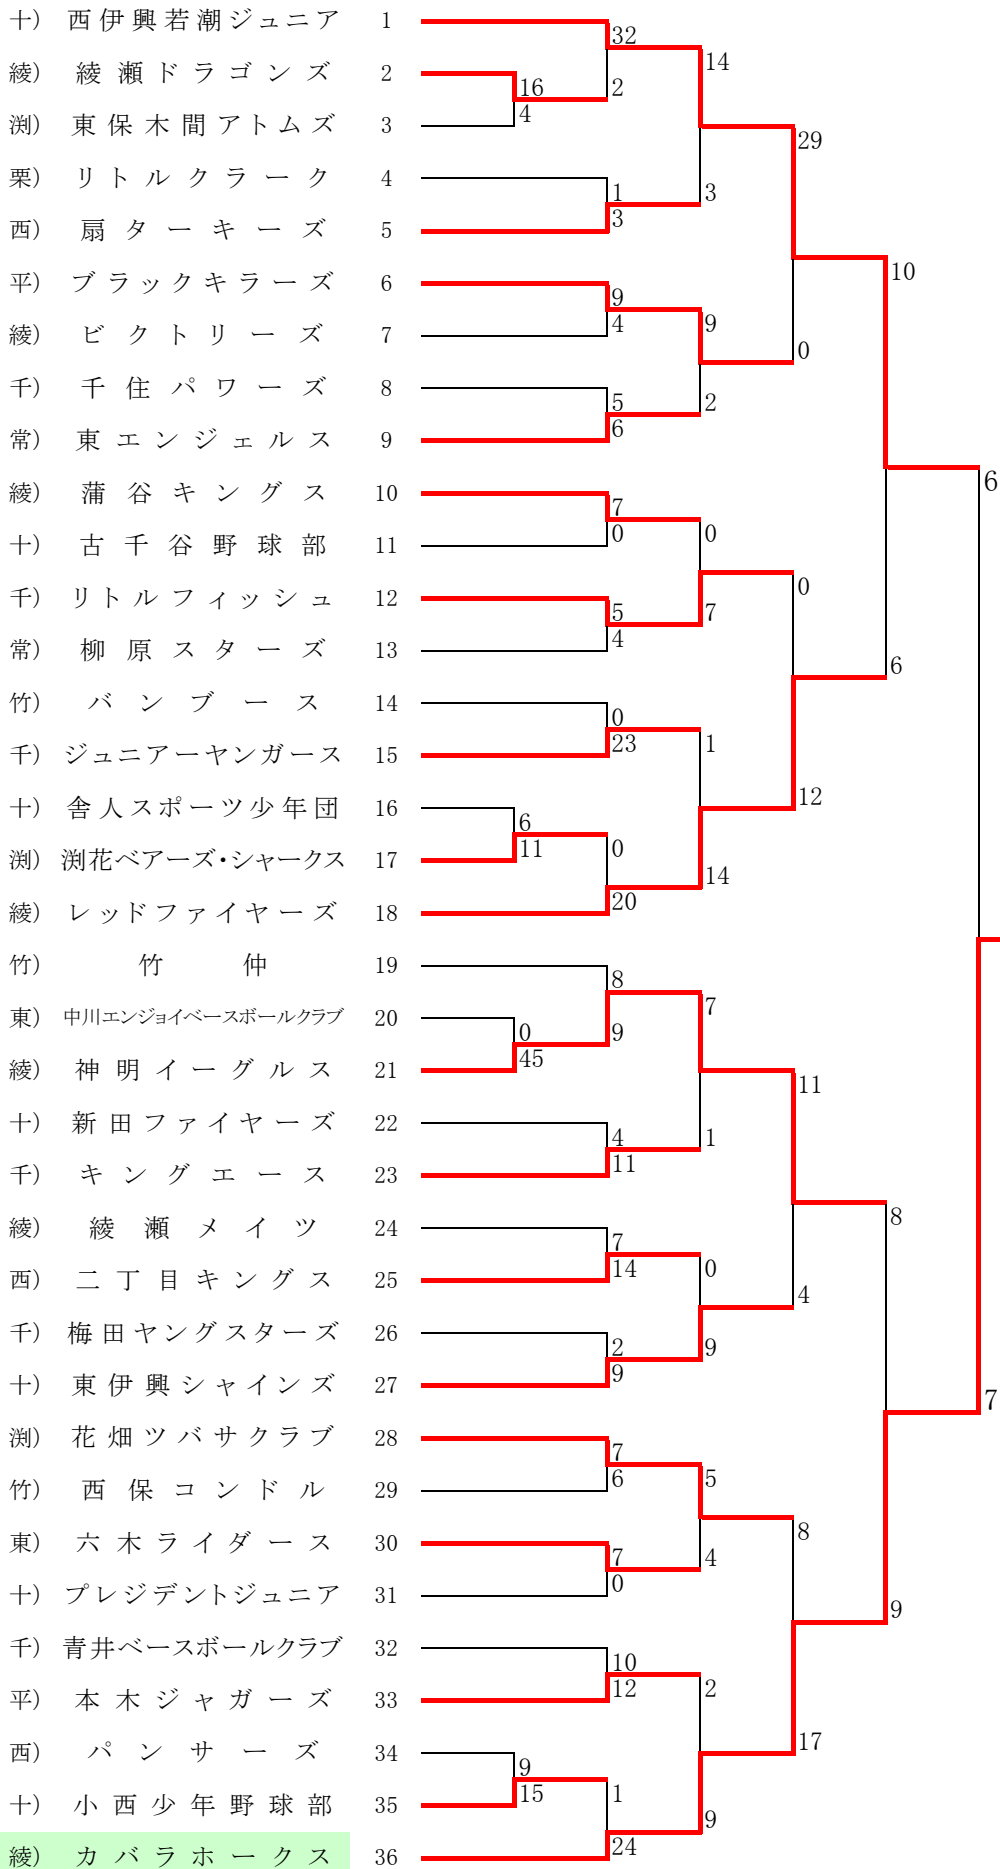 十） 西伊興若潮ジュニア 1
32
14
綾） 綾瀬ドラゴンズ 2
16
2
渕） 東保木間アトムズ 3
4
29
栗） リトルクラーク 4
1
3
西） 扇ターキーズ 5
3
平） ブラックキラーズ 6
9
10
綾） ビクトリーズ 7
4
9
0
千） 千住パワーズ 8
5
2
常） 東エンジェルス 9
6
6
綾） 蒲谷キングス 10
7
十） 古千谷野球部 11
0
0
千） リトルフィッシュ 12
5
7
0
常） 柳原スターズ 13
4
6
竹） バンブース 14
0
千） ジュニアーヤンガース 15
23
1
十） 舎人スポーツ少年団 16
6
12
渕） 渕花ベアーズ・シャークス 17
11
0
14
綾） レッドファイヤーズ 18
20
竹） 竹仲 19
8
東） 中川エンジョイベースボールクラブ 20
0
9
7
綾） 神明イーグルス 21
45
11
十） 新田ファイヤーズ 22
4
1
千） キングエース 23
11
綾） 綾瀬メイツ 24
7
8
西） 二丁目キングス 25
14
0
4
千） 梅田ヤングスターズ 26
2
9
十） 東伊興シャインズ 27
9
7
渕） 花畑ツバサクラブ 28
7
竹） 西保コンドル 29
6
5
東） 六木ライダース 30
7
4
8
十） プレジデントジュニア 31
0
9
千） 青井ベースボールクラブ 32
10
平） 本木ジャガーズ 33
12
2
西） パンサーズ 34
9
17
十） 小西少年野球部 35
15
1
9
綾） カバラホークス 36
24